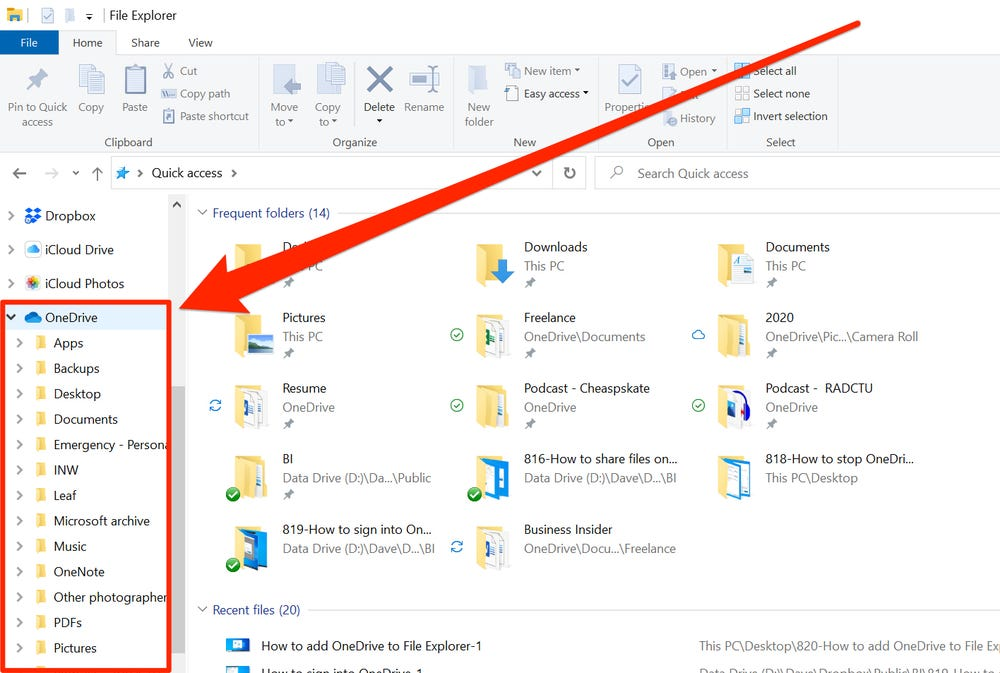 File Explorer
File Home Share View
Pin to Quick access
Copy
Paste
Cut
Copy path
Paste shortcut
Clipboard
Move to
Copy to
Delete
Rename
Organize
New folder
New item
Easy access
New
Open
History
Open
Select all
Select none
Invert selection
Select
Quick access
Search Quick access
Dropbox
iCloud Drive
iCloud Photos
OneDrive
Apps
Backups
Desktop
Documents
Emergency - Persona
INW
Leaf
Microsoft archive
Music
OneNote
Other photographer
PDFs
Pictures
Frequent folders (14)
Downloads
This PC
Documents
This PC
Pictures
This PC
Freelance
OneDrive\Documents
2020
OneDrive\Pic...\Camera Roll
Resume
OneDrive
Podcast - Cheaspskate
OneDrive
Podcast - RADCTU
OneDrive
BI
Data Drive (D:)\Da...\Public
816-How to share files on...
Data Drive (D:)\Dave\D...\BI
818-How to stop OneDri...
This PC\Desktop
819-How to sign into On...
Data Drive (D:)\Dave\D...\BI
Business Insider
OneDrive\Docu...\Freelance
Recent files (20)
How to add OneDrive to File Explorer-1
This PC\Desktop\820-How to add OneDrive to File Ex
How to sign into OneDrive-1
Data Drive (D:)\Dave\Dropbox\Public\BI\819-How to